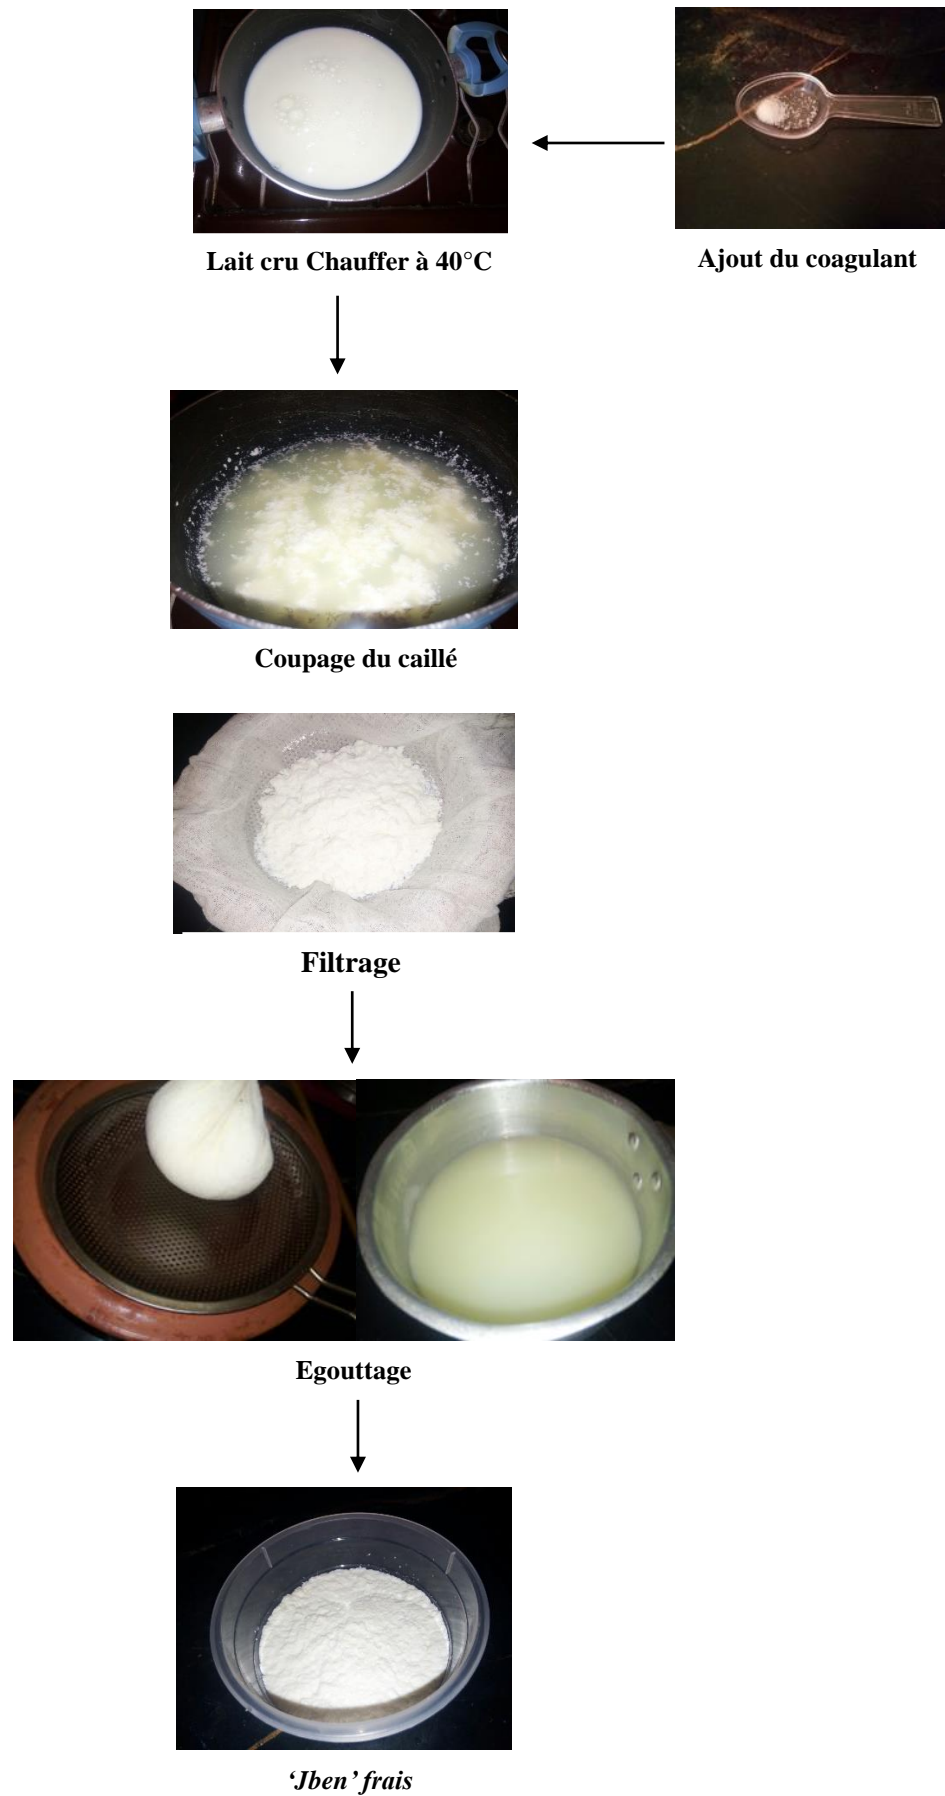 Lait cru Chauffer à 40°C
Ajout du coagulant
Coupage du caillé
Filtrage
Egouttage
‘Jben’ frais